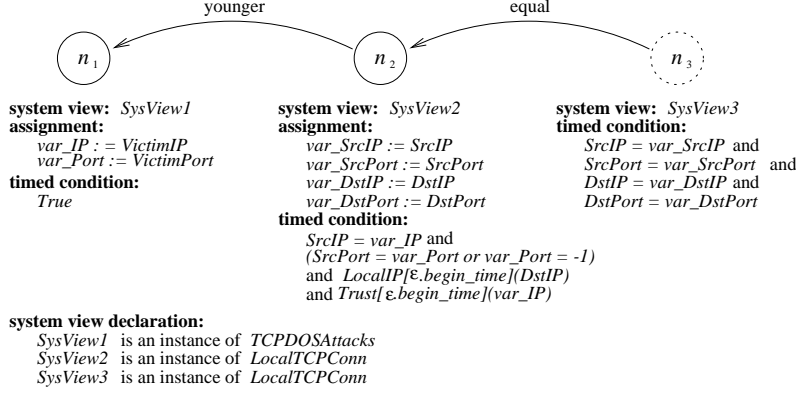 younger equal
n 1 n 2 n 3
system view: SysView1
assignment:
var_IP : = VictimIP
var_Port := VictimPort
timed condition:
True
system view: SysView2
assignment:
var_SrcIP := SrcIP
var_SrcPort := SrcPort
var_DstIP := DstIP
var_DstPort := DstPort
timed condition:
SrcIP = var_IP and
(SrcPort = var_Port or var_Port = -1)
and LocalIP[ε.begin_time](DstIP)
and Trust[ε.begin_time](var_IP)
system view: SysView3
timed condition:
SrcIP = var_SrcIP and
SrcPort = var_SrcPort and
DstIP = var_DstIP and
DstPort = var_DstPort
system view declaration:
SysView1 is an instance of TCPDOSAttacks
SysView2 is an instance of LocalTCPConn
SysView3 is an instance of LocalTCPConn